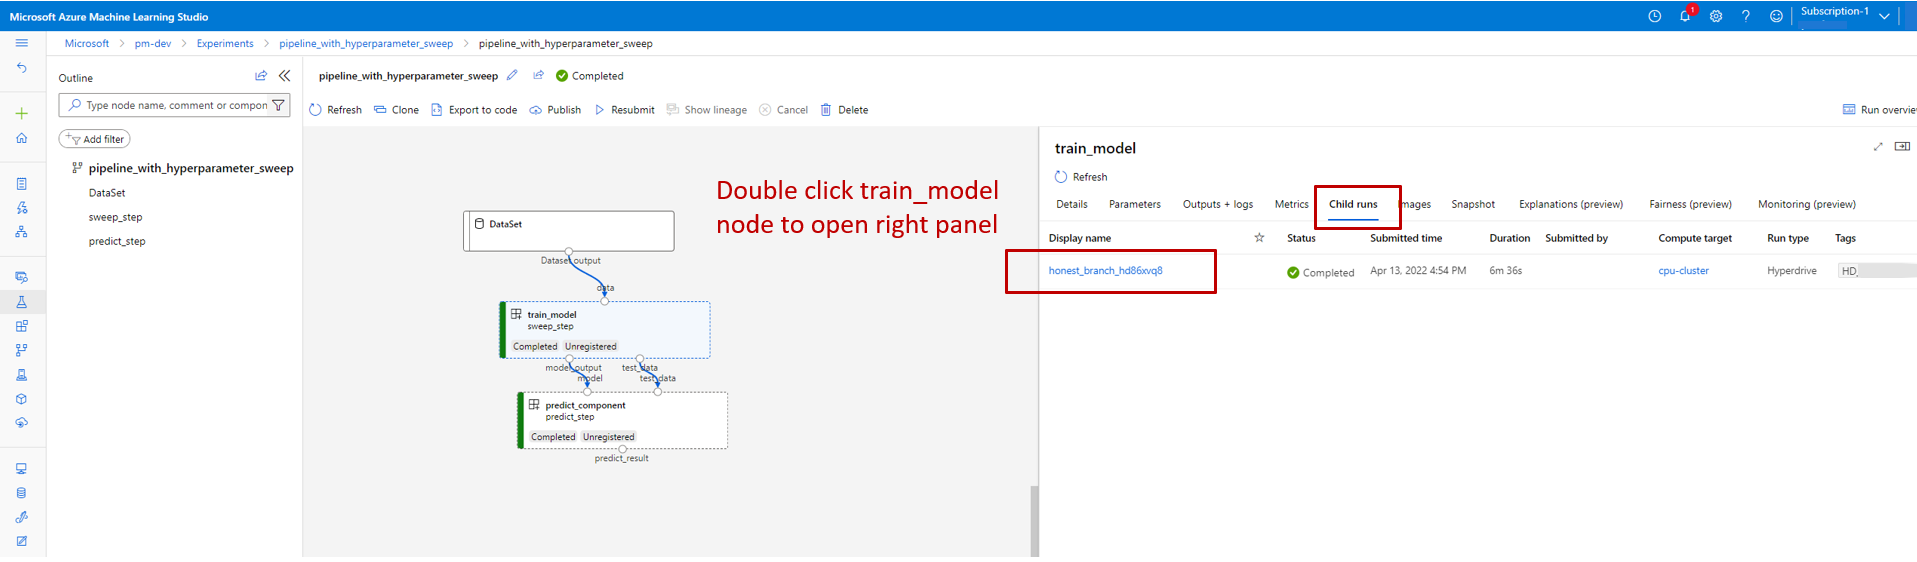 Microsoft Azure Machine Learning Studio
1
Subscription-1
Microsoft > pm-dev > Experiments > pipeline_with_hyperparameter_sweep > pipeline_with_hyperparameter_sweep
Outline
Type node name, comment or compon
Add filter
pipeline_with_hyperparameter_sweep
DataSet
sweep_step
predict_step
pipeline_with_hyperparameter_sweep Completed
Refresh Clone Export to code Publish Resubmit Show lineage Cancel Delete
Run overvie
DataSet
Dataset_output
data
train_model
sweep_step
Completed Unregistered
model_output test_data
model test_data
predict_component
predict_step
Completed Unregistered
predict_result
Double click train_model
node to open right panel
train_model
Refresh
Details Parameters Outputs + logs Metrics Child runs Images Snapshot Explanations (preview) Fairness (preview) Monitoring (preview)
Display name Status Submitted time Duration Submitted by Compute target Run type Tags
honest_branch_hd86xvq8 Completed Apr 13, 2022 4:54 PM 6m 36s cpu-cluster Hyperdrive HD_